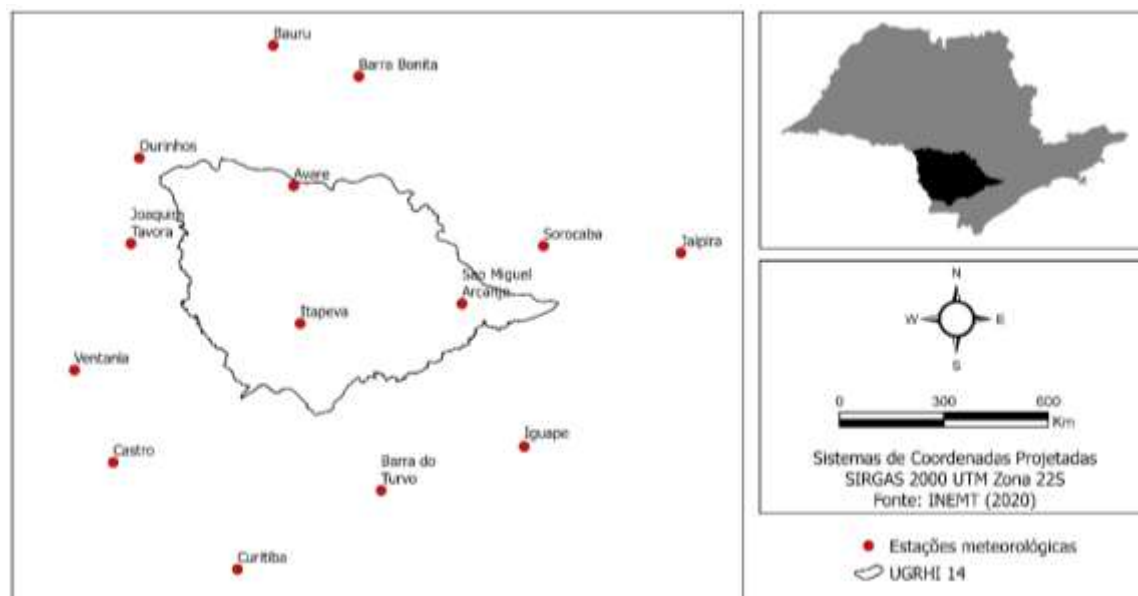 Bauru
Barra Bonita
Ourinhos
Avare
Joaquim
Tavora
Sorocaba
Jaipira
Sao Miguel
Arcanjo
Itapeva
Ventania
Iguape
Castro
Barra do
Turvo
Curitiba
N
W
E
S
0
300
600
Km
Sistemas de Coordenadas Projetadas
SIRGAS 2000 UTM Zona 22S
Fonte: INEMT (2020)
Estações meteorológicas
UGRHI 14